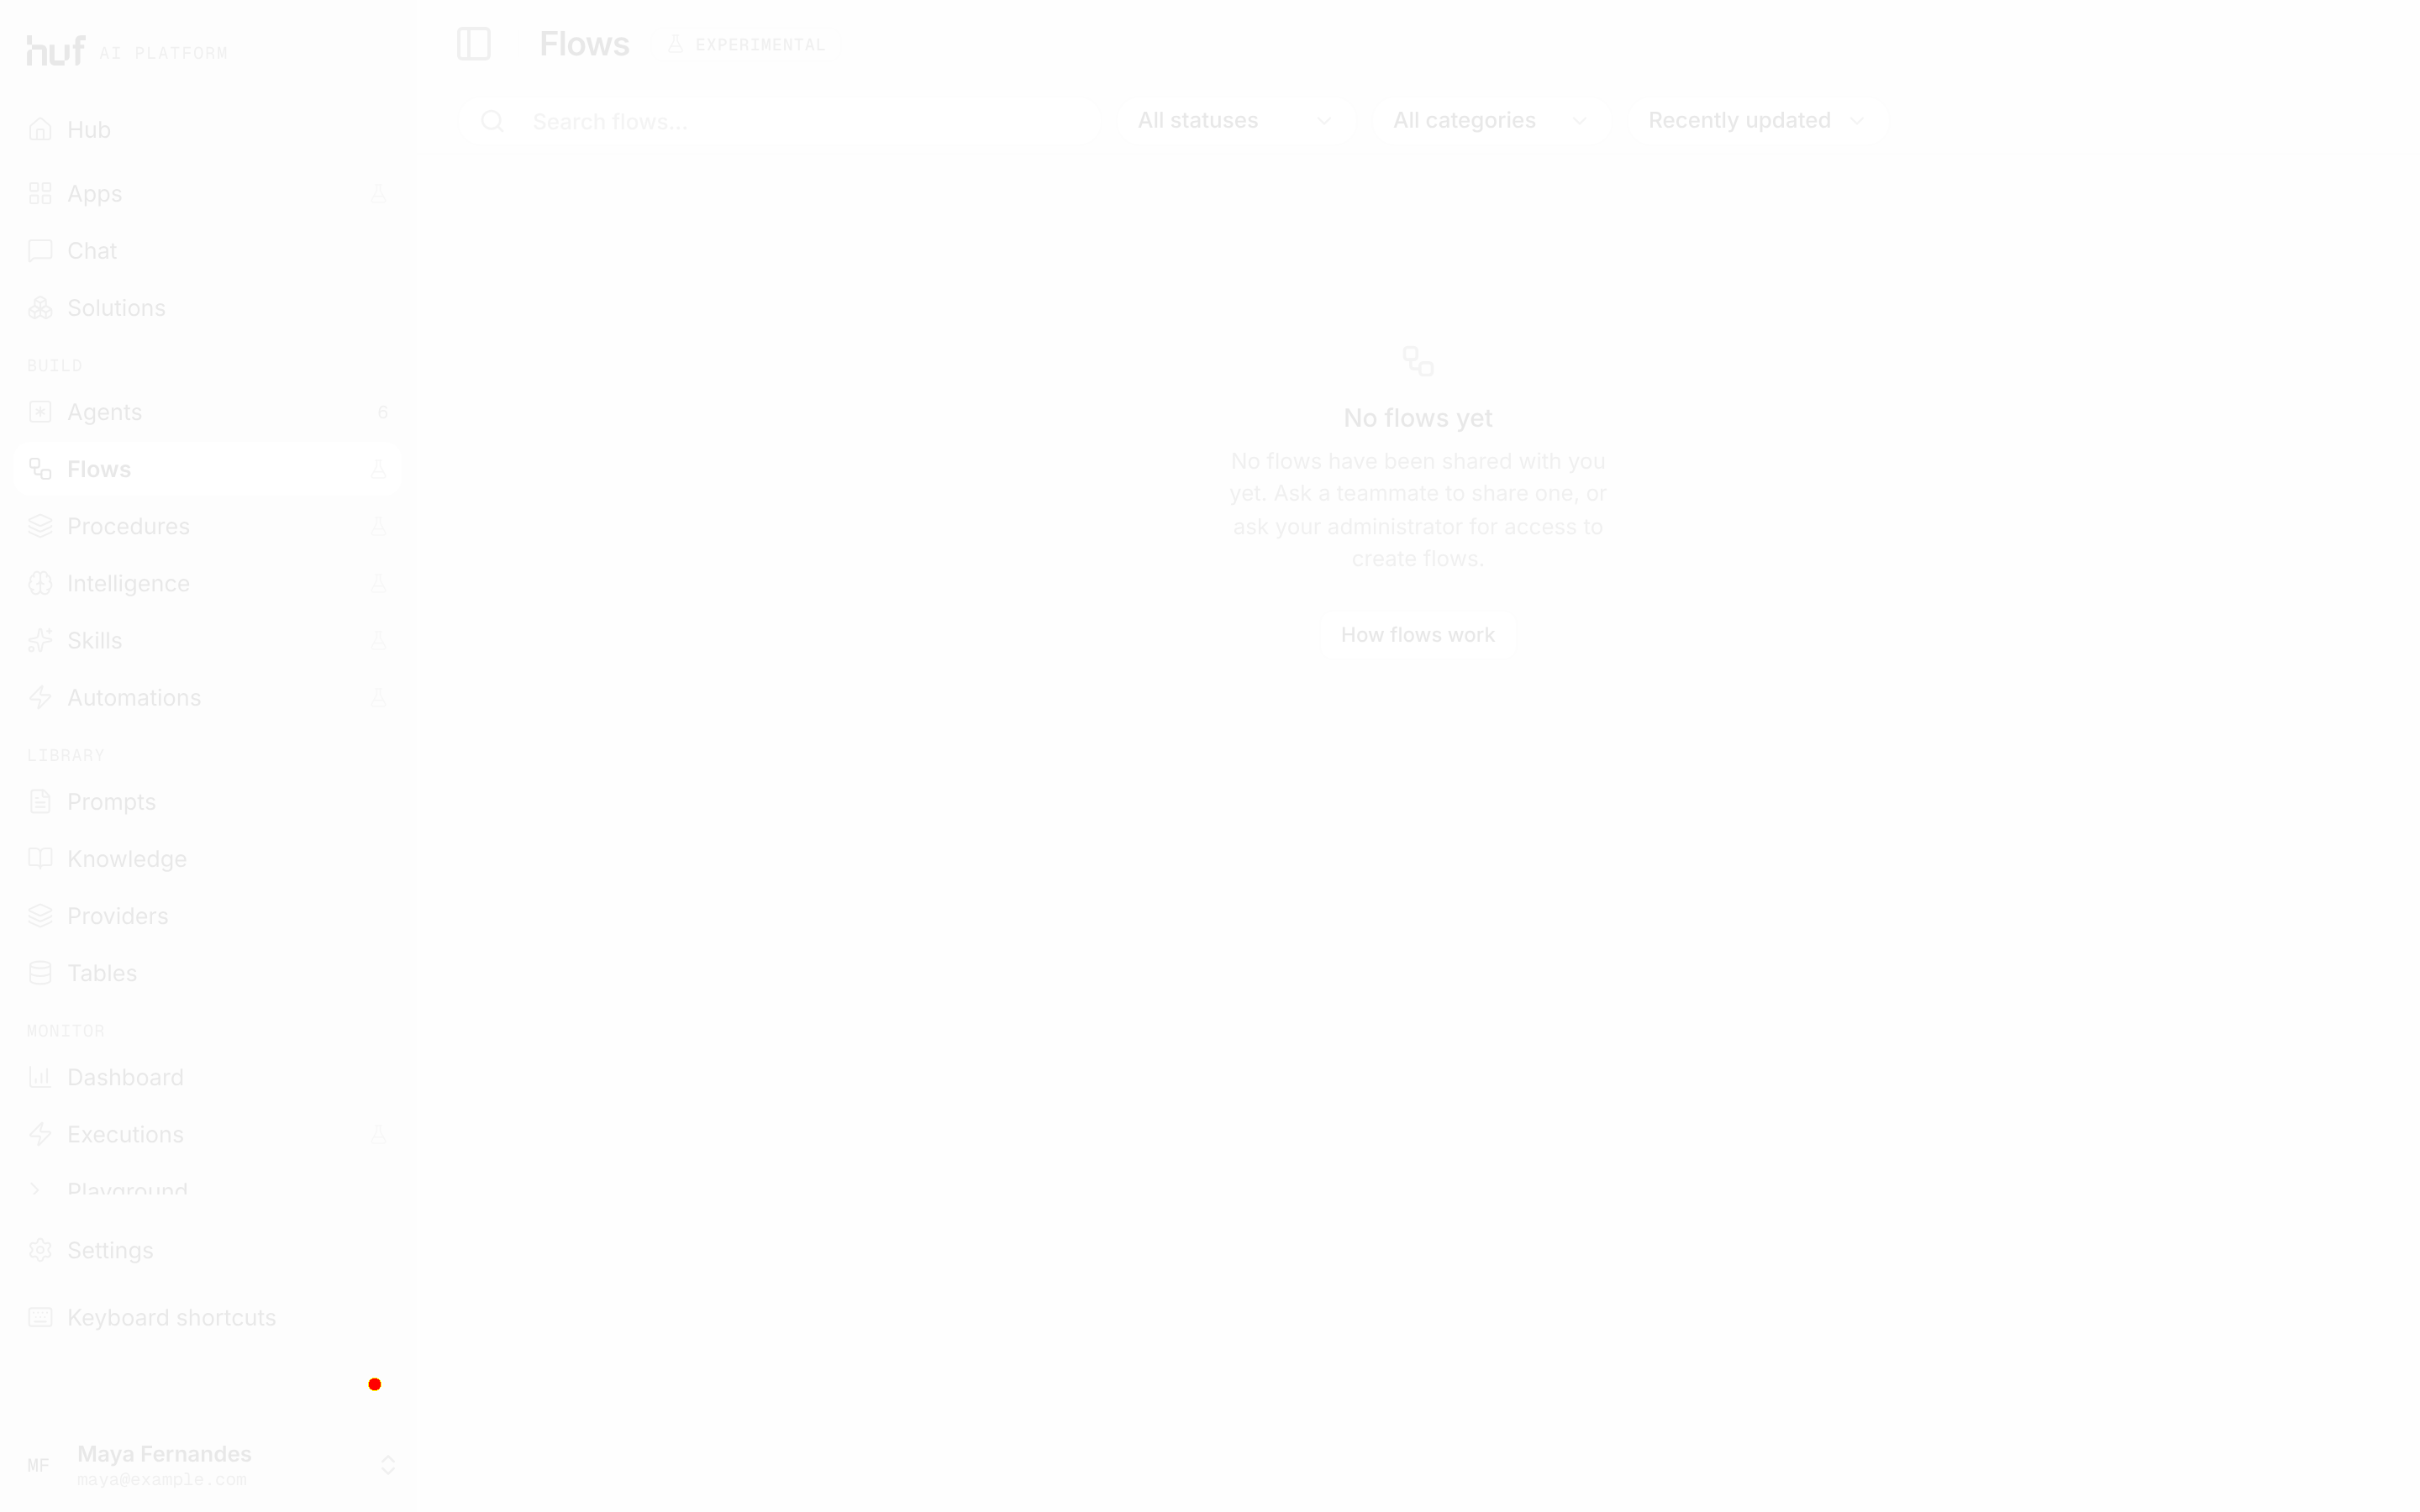 huf AI PLATFORM
Hub
Apps
Chat
Solutions
BUILD
Agents 6
Flows
Procedures
Intelligence
Skills
Automations
LIBRARY
Prompts
Knowledge
Providers
Tables
MONITOR
Dashboard
Executions
Playground
Settings
Keyboard shortcuts
MF Maya Fernandes
maya@example.com
Flows EXPERIMENTAL
Search flows...
All statuses
All categories
Recently updated
No flows yet
No flows have been shared with you
yet. Ask a teammate to share one, or
ask your administrator for access to
create flows.
How flows work